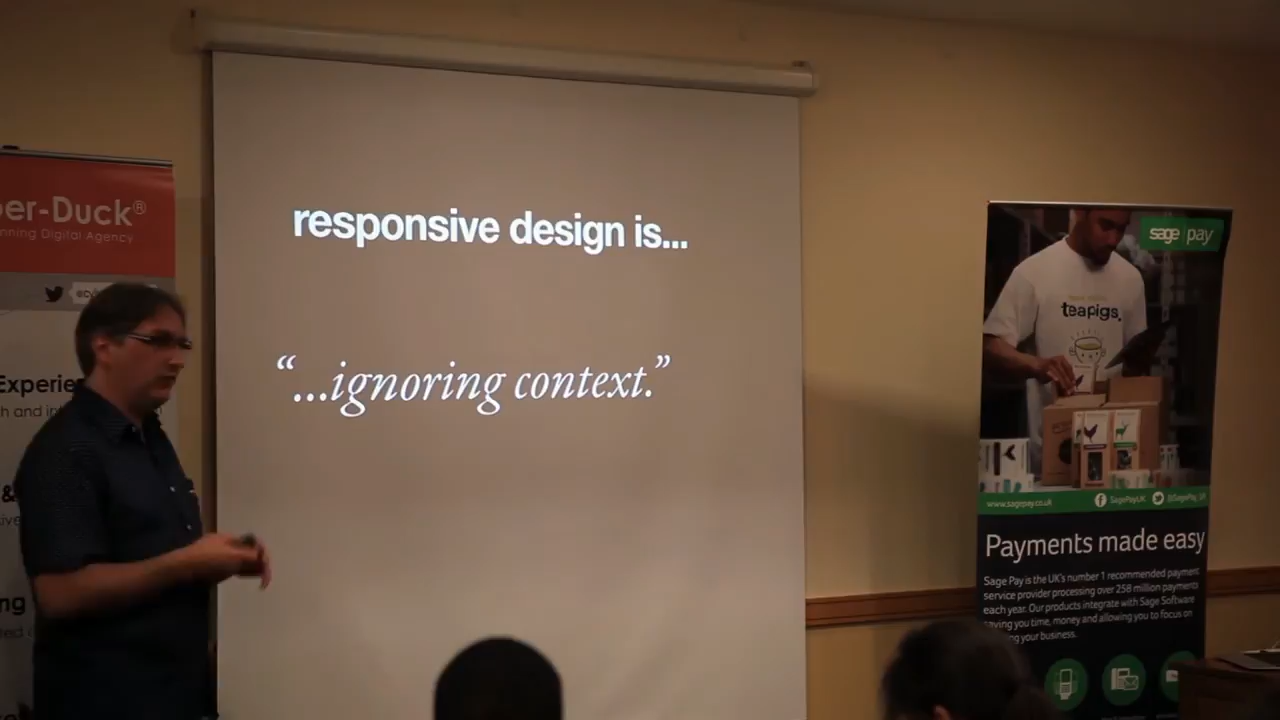 er-Duck®
nning Digital Agency
Experie
h and in
&
ng
responsive design is...
“...ignoring context.”
sage pay
teapigs.
www.sagepay.co.uk
SagePayUK
@SagePay_UK
Payments made easy
Sage Pay is the UK's number 1 recommended payment
service provider processing over 258 million payments
each year. Our products integrate with Sage Software
saving you time, money and allowing you to focus on
ng your business.